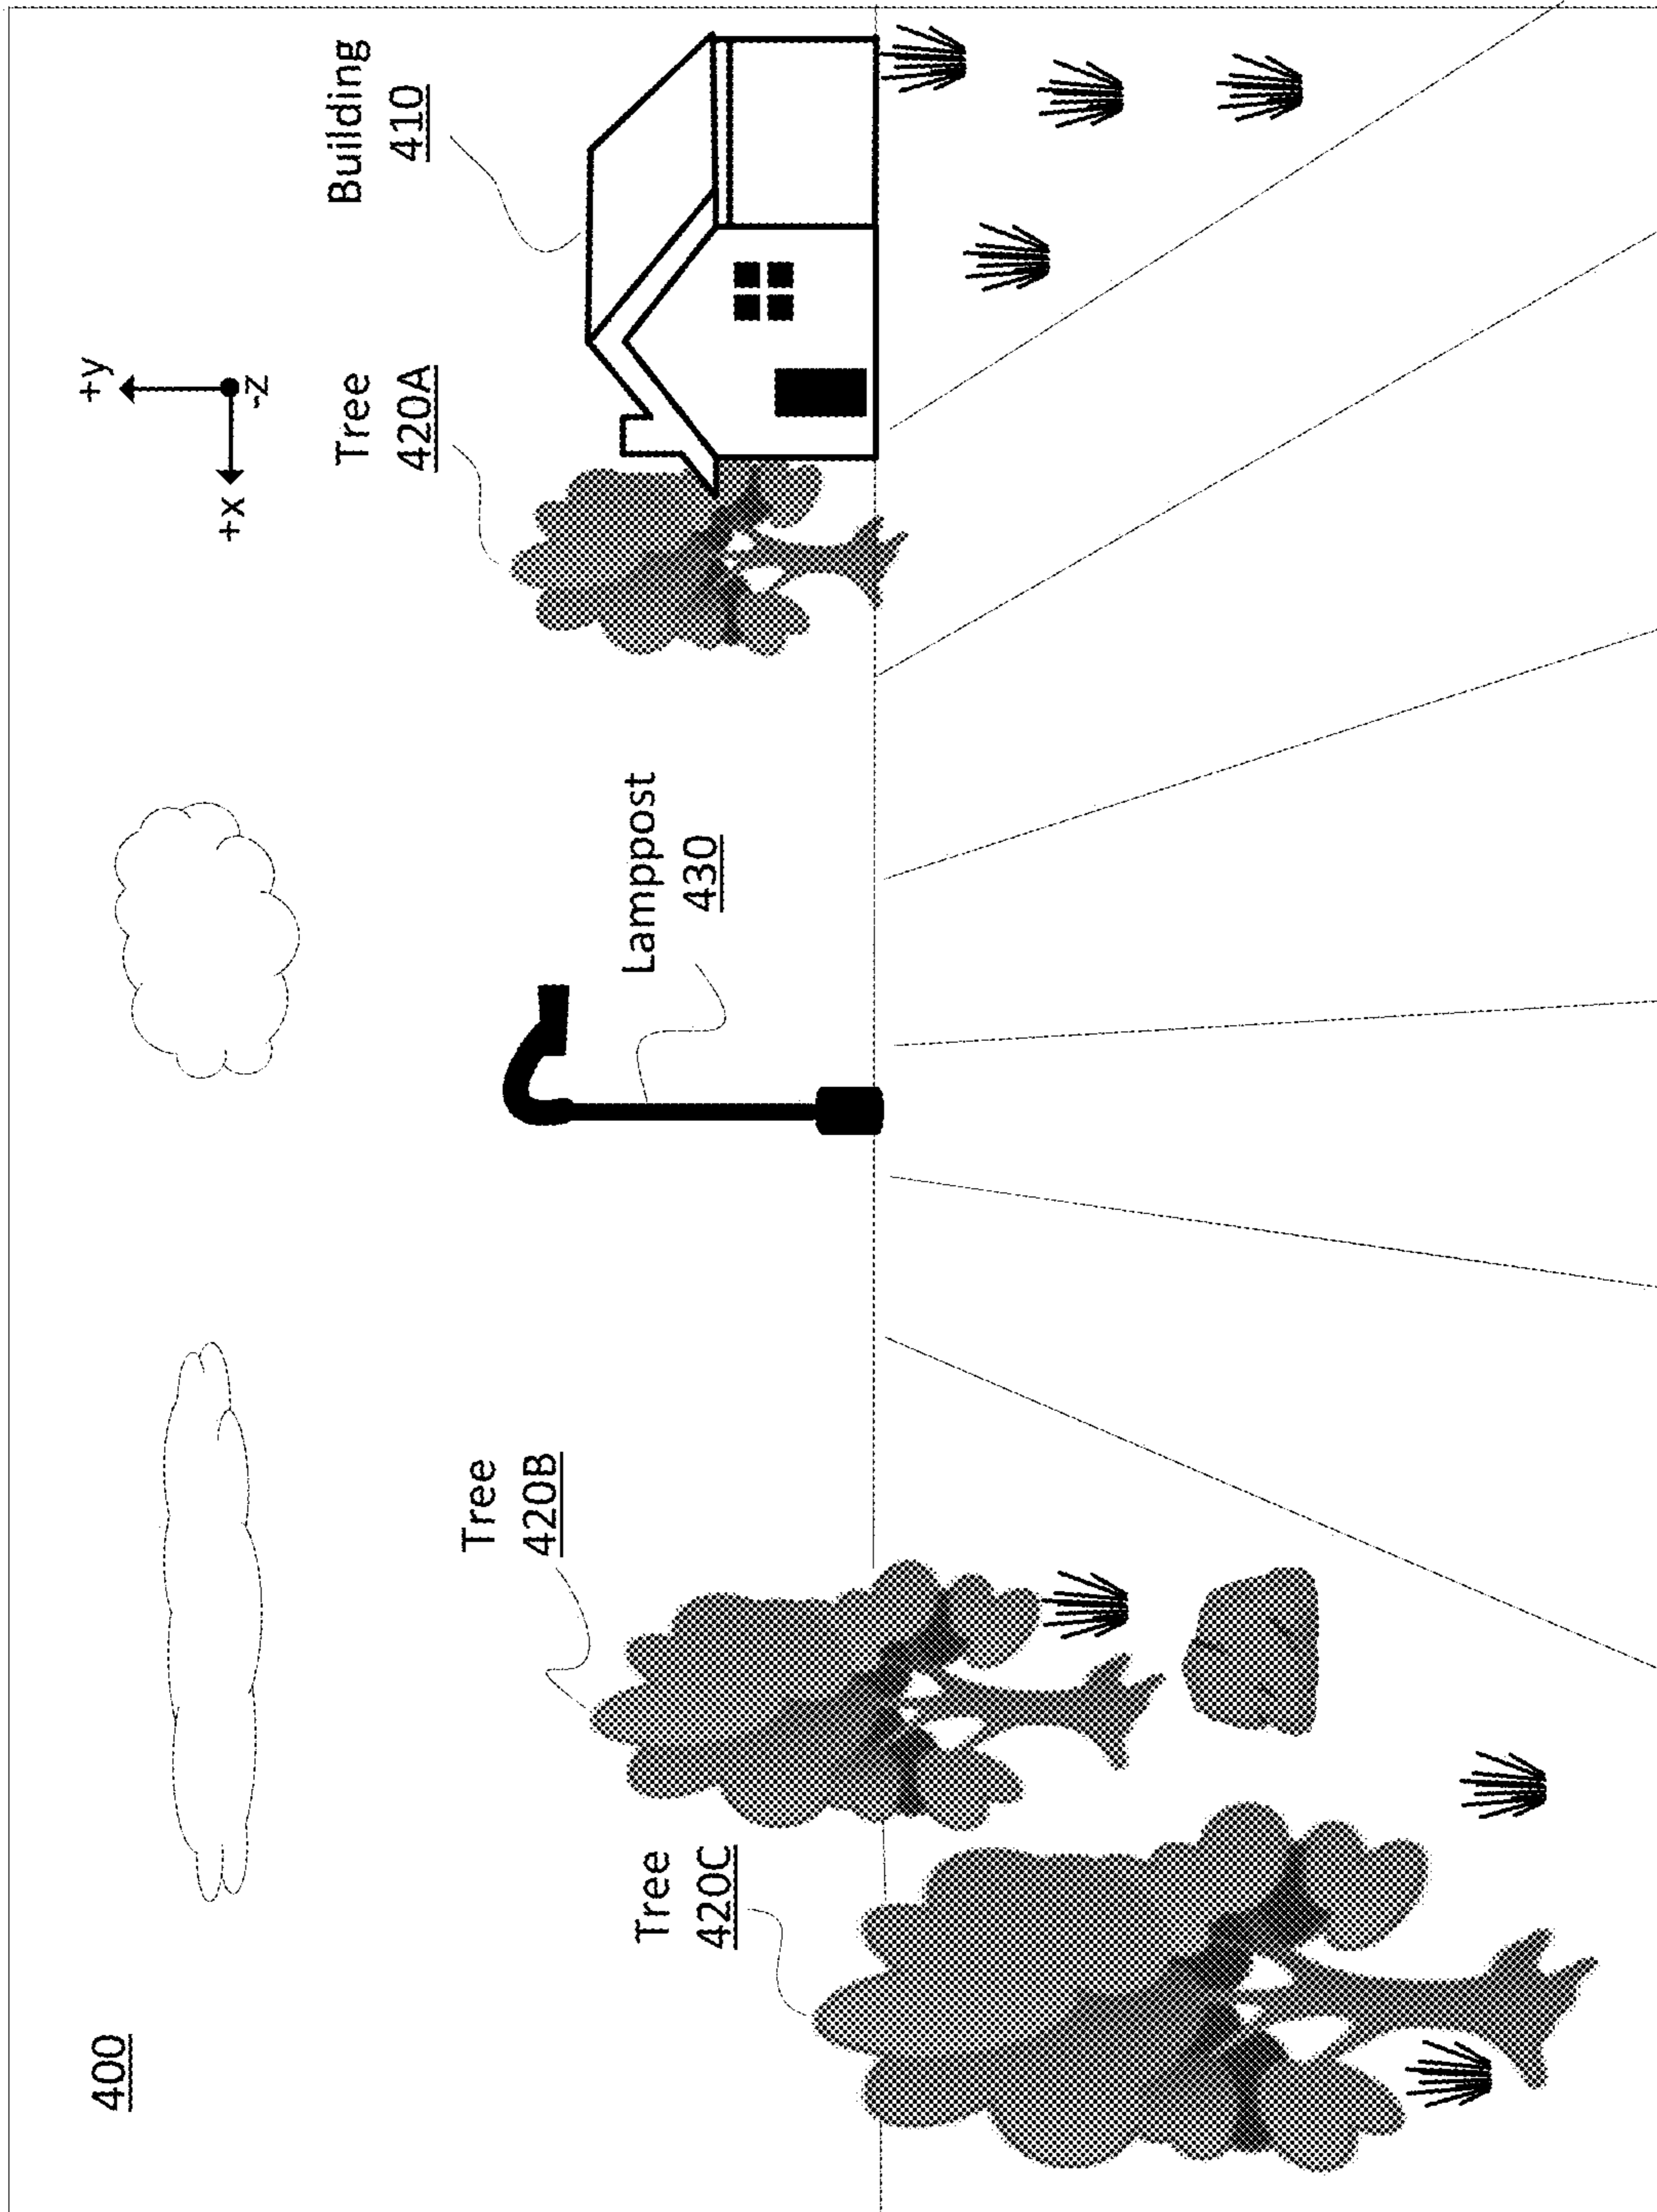 400
+y
+x
-z
Building
410
Tree
420A
Lamppost
430
Tree
420B
Tree
420C